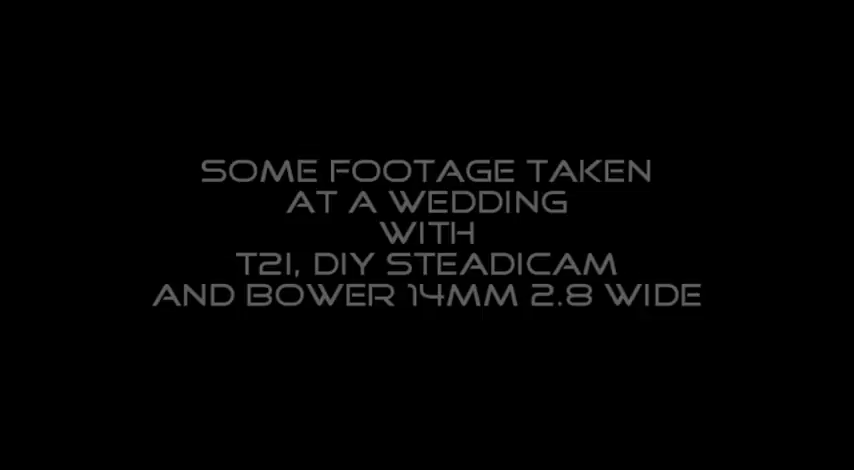 SOME FOOTAGE TAKEN
AT A WEDDING
WITH
T2I, DIY STEADICAM
AND BOWER 14MM 2.8 WIDE